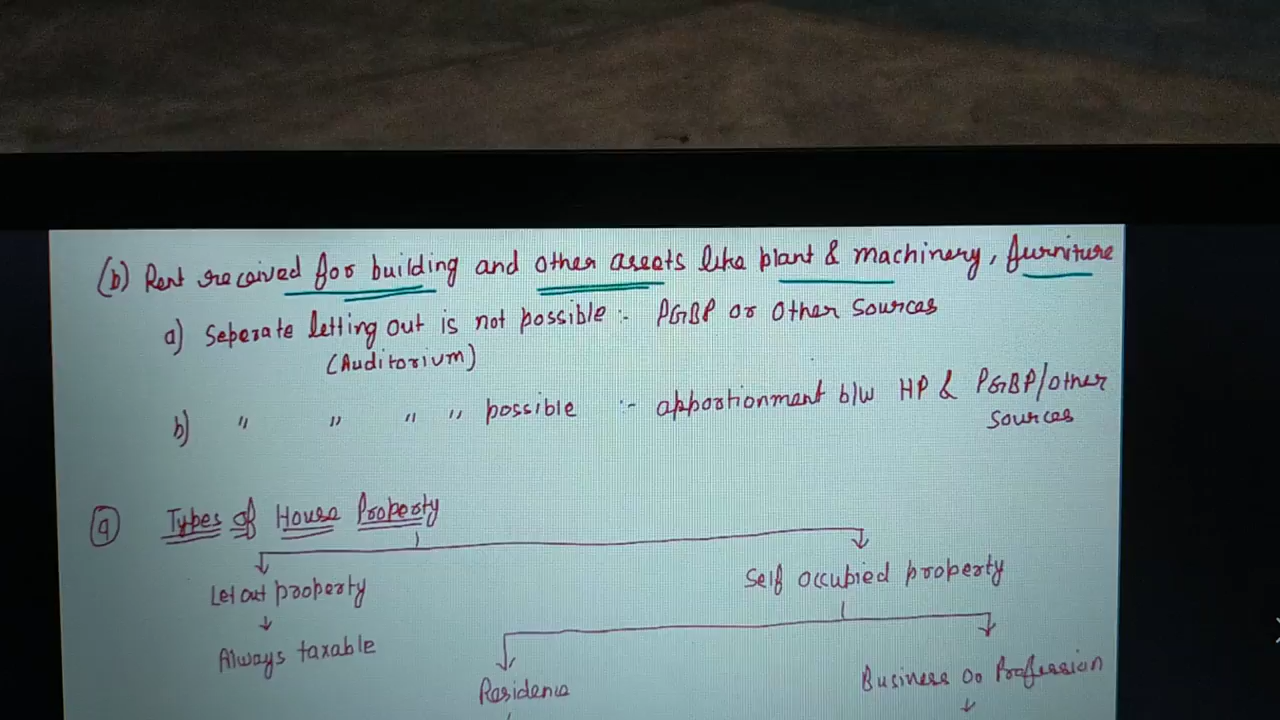 (b) Rent received for building and other assets like plant & machinery, furniture
a) Seperate letting out is not possible :- PGBP or Other Sources
(Auditorium)
b) " " " " possible :- apportionment b/w HP & PGBP/other
Sources
9 Types of House Property
Let out property
Self occupied property
Always taxable
Residence
Business or Profession